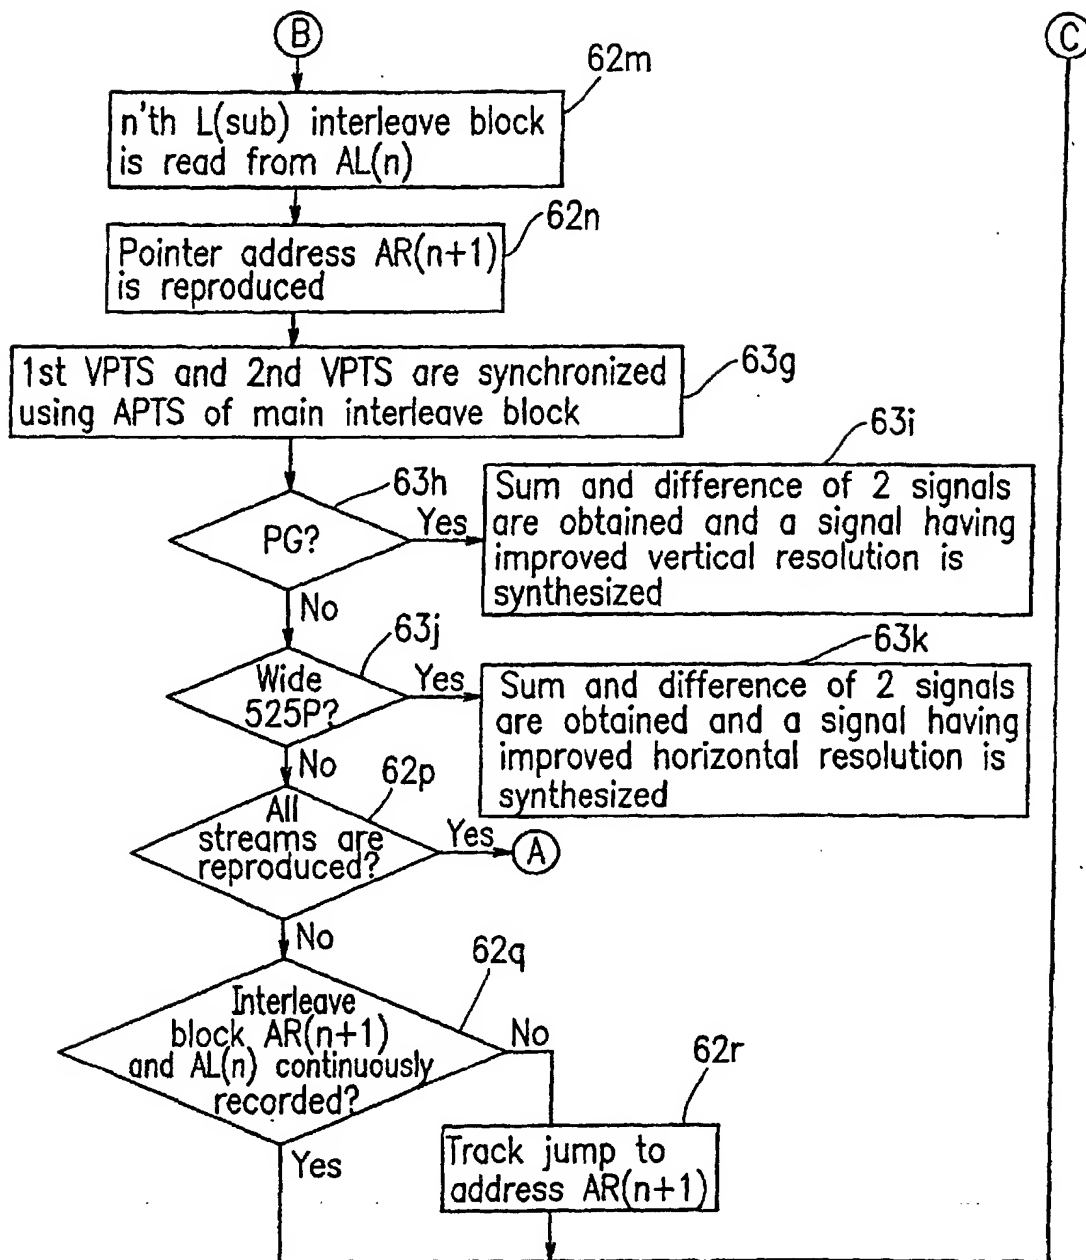 B
C
62m
n'th L(sub) interleave block
is read from AL(n)
62n
Pointer address AR(n+1)
is reproduced
63g
1st VPTS and 2nd VPTS are synchronized
using APTS of main interleave block
63h
PG?
Yes
No
63i
Sum and difference of 2 signals
are obtained and a signal having
improved vertical resolution is
synthesized
63j
Wide
525P?
Yes
No
63k
Sum and difference of 2 signals
are obtained and a signal having
improved horizontal resolution is
synthesized
62p
All
streams are
reproduced?
Yes
A
No
62q
Interleave
block AR(n+1)
and AL(n) continuously
recorded?
No
Yes
62r
Track jump to
address AR(n+1)